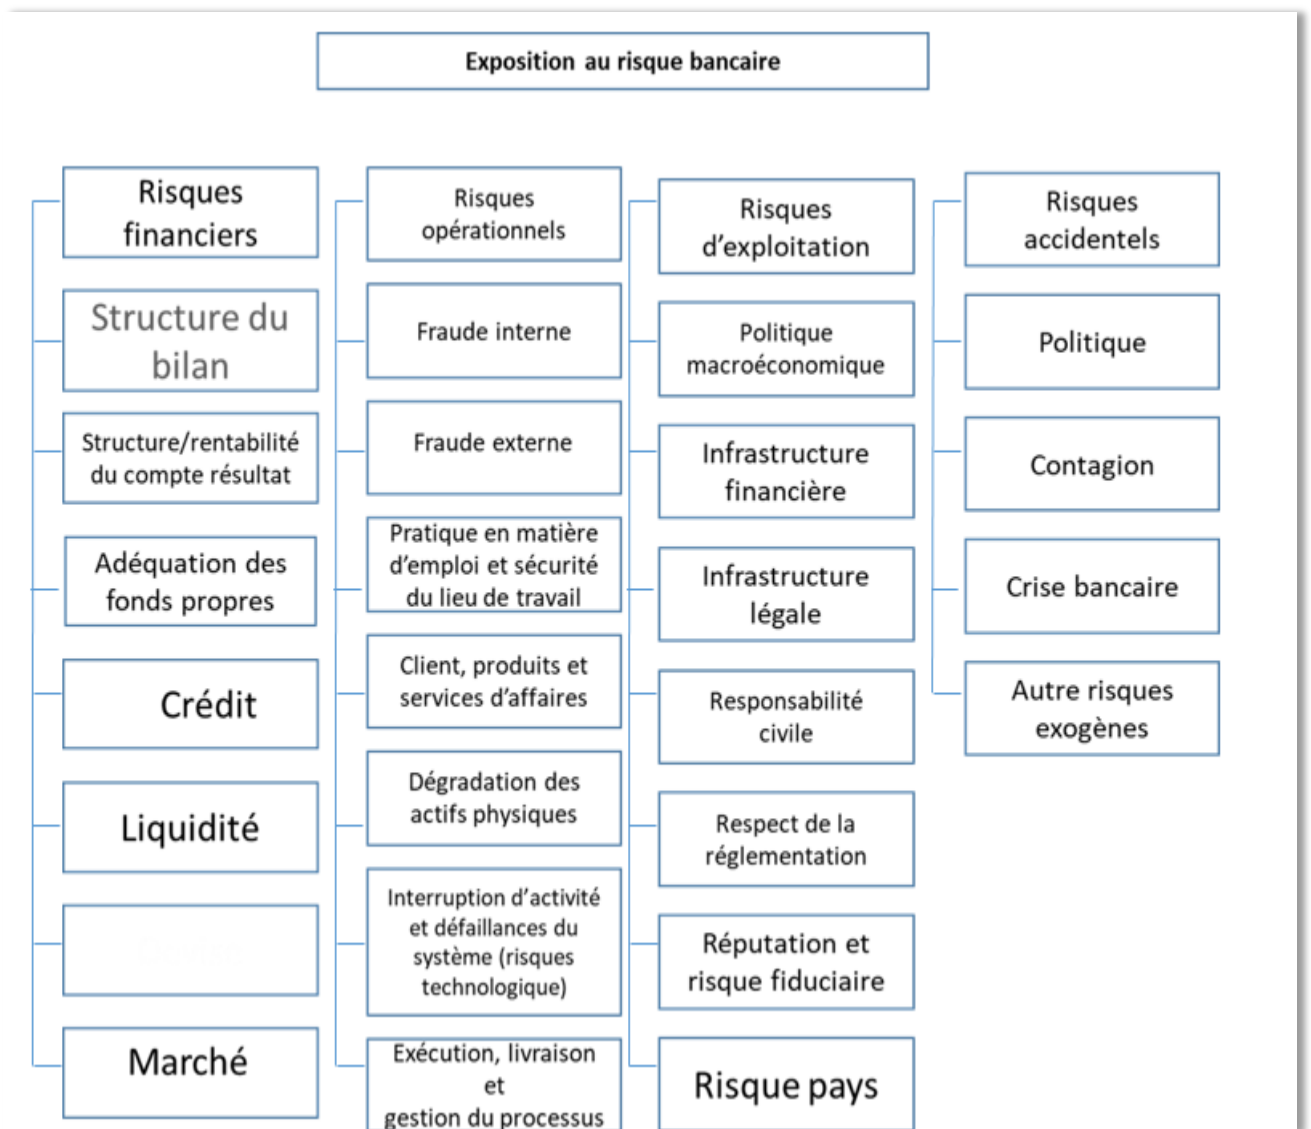 Exposition au risque bancaire
Risques
financiers
Structure du
bilan
Structure/rentabilité
du compte résultat
Adéquation des
fonds propres
Crédit
Liquidité
Marché
Risques
opérationnels
Fraude interne
Fraude externe
Pratique en matière
d'emploi et sécurité
du lieu de travail
Client, produits et
services d'affaires
Dégradation des
actifs physiques
Interruption d'activité
et défaillances du
système (risques
technologique)
Exécution, livraison
et
gestion du processus
Risques
d'exploitation
Politique
macroéconomique
Infrastructure
financière
Infrastructure
légale
Responsabilité
civile
Respect de la
réglementation
Réputation et
risque fiduciaire
Risque pays
Risques
accidentels
Politique
Contagion
Crise bancaire
Autre risques
exogènes